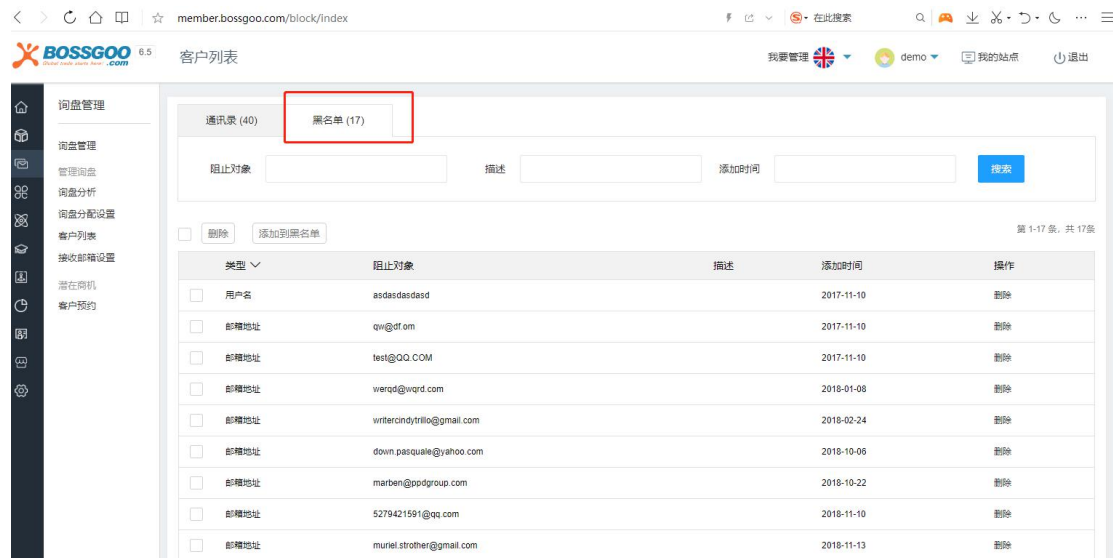 member.bossgoo.com/block/index
在此搜索
BOSSGOO 6.5
Global trade starts here .com
客户列表
我要管理
demo
我的站点
退出
询盘管理
询盘管理
管理询盘
询盘分析
询盘分配设置
客户列表
接收邮箱设置
潜在商机
客户预约
通讯录 (40)
黑名单 (17)
阻止对象
描述
添加时间
搜索
删除
添加到黑名单
第 1-17 条，共 17条
类型 阻止对象 描述 添加时间 操作
用户名 asdasdasdasd 2017-11-10 删除
邮箱地址 qw@df.om 2017-11-10 删除
邮箱地址 test@QQ.COM 2017-11-10 删除
邮箱地址 werqd@wqrd.com 2018-01-08 删除
邮箱地址 writercindytrillo@gmail.com 2018-02-24 删除
邮箱地址 down.pasquale@yahoo.com 2018-10-06 删除
邮箱地址 marben@ppdgroup.com 2018-10-22 删除
邮箱地址 5279421591@qq.com 2018-11-10 删除
邮箱地址 muriel.strother@gmail.com 2018-11-13 删除